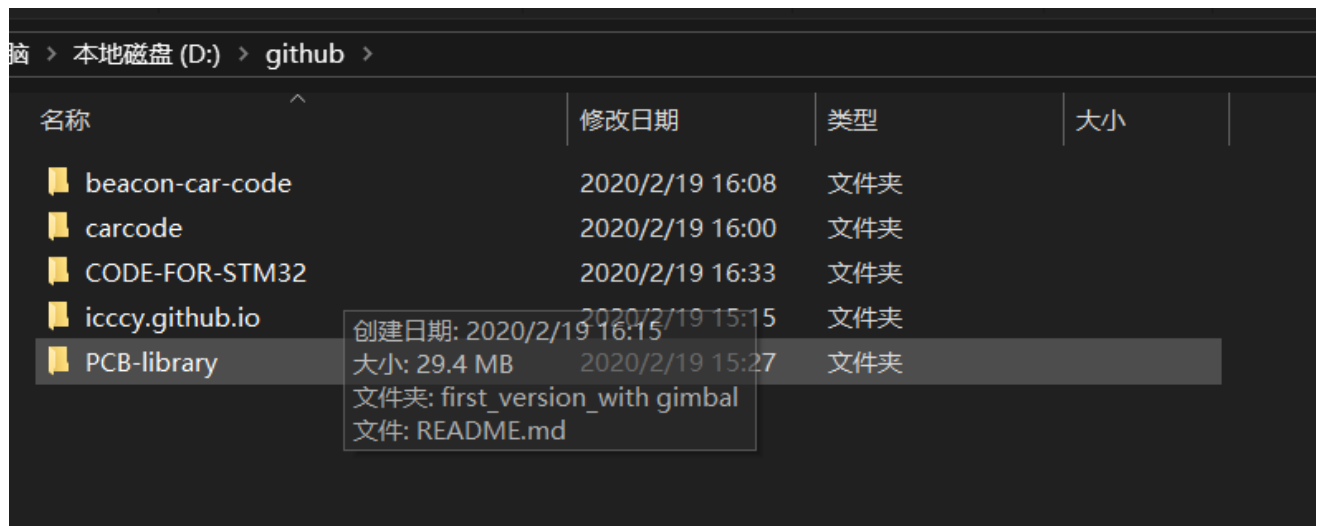 脑 > 本地磁盘 (D:) > github >
名称 修改日期 类型 大小
beacon-car-code 2020/2/19 16:08 文件夹
carcode 2020/2/19 16:00 文件夹
CODE-FOR-STM32 2020/2/19 16:33 文件夹
icccy.github.io 2020/2/19 15:15 文件夹
创建日期: 2020/2/19 16:15
PCB-library 2020/2/19 15:27 文件夹
大小: 29.4 MB
文件夹: first_version_with gimbal
文件: README.md